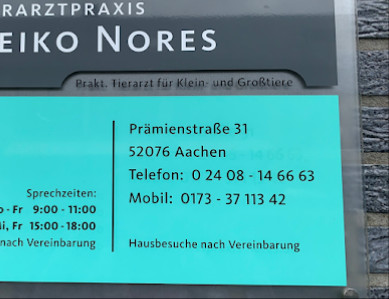 RARZTPRAXIS
EIKO NORES
Prakt. Tierarzt für Klein- und Großtiere
Prämienstraße 31
52076 Aachen
Telefon: 0 24 08 - 14 66 63
Mobil: 0173 - 37 113 42
Hausbesuche nach Vereinbarung
Sprechzeiten:
o - Fr 9:00 - 11:00
i, Fr 15:00 - 18:00
nach Vereinbarung